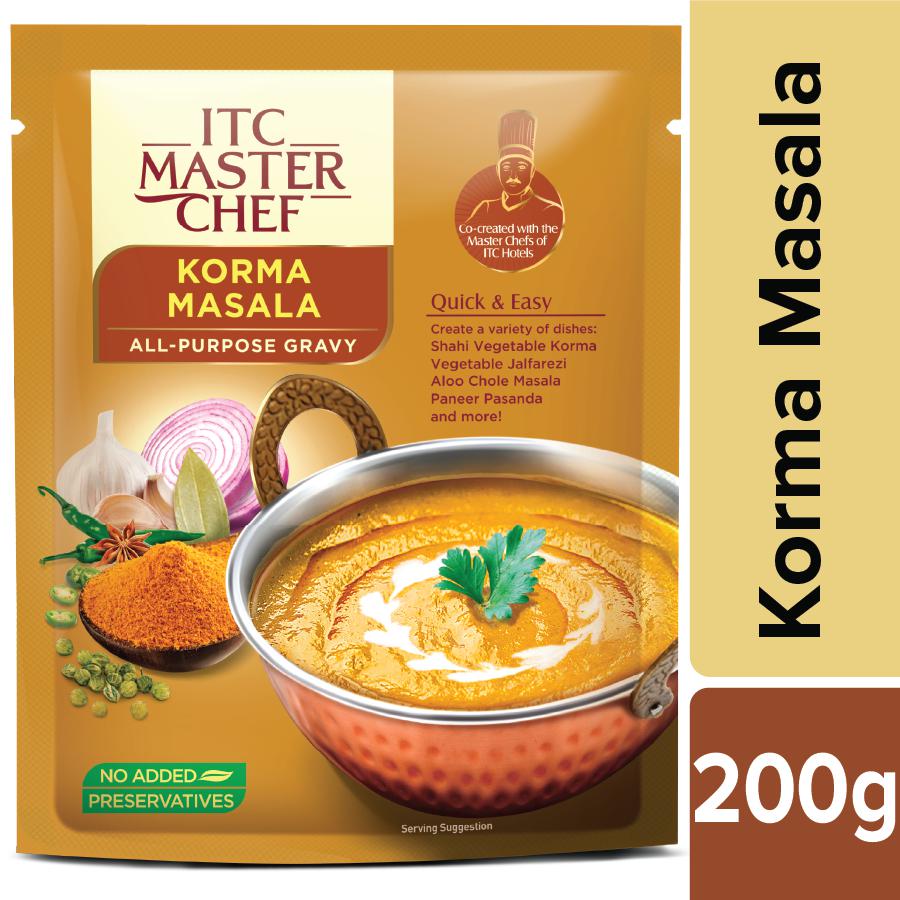 ITC
MASTER
CHEF
KORMA
MASALA
ALL-PURPOSE GRAVY
Co-created with the
Master Chefs of
ITC Hotels
Quick & Easy
Create a variety of dishes:
Shahi Vegetable Korma
Vegetable Jalfarezi
Aloo Chole Masala
Paneer Pasanda
and more!
NO ADDED
PRESERVATIVES
Serving Suggestion
Korma Masala
200g